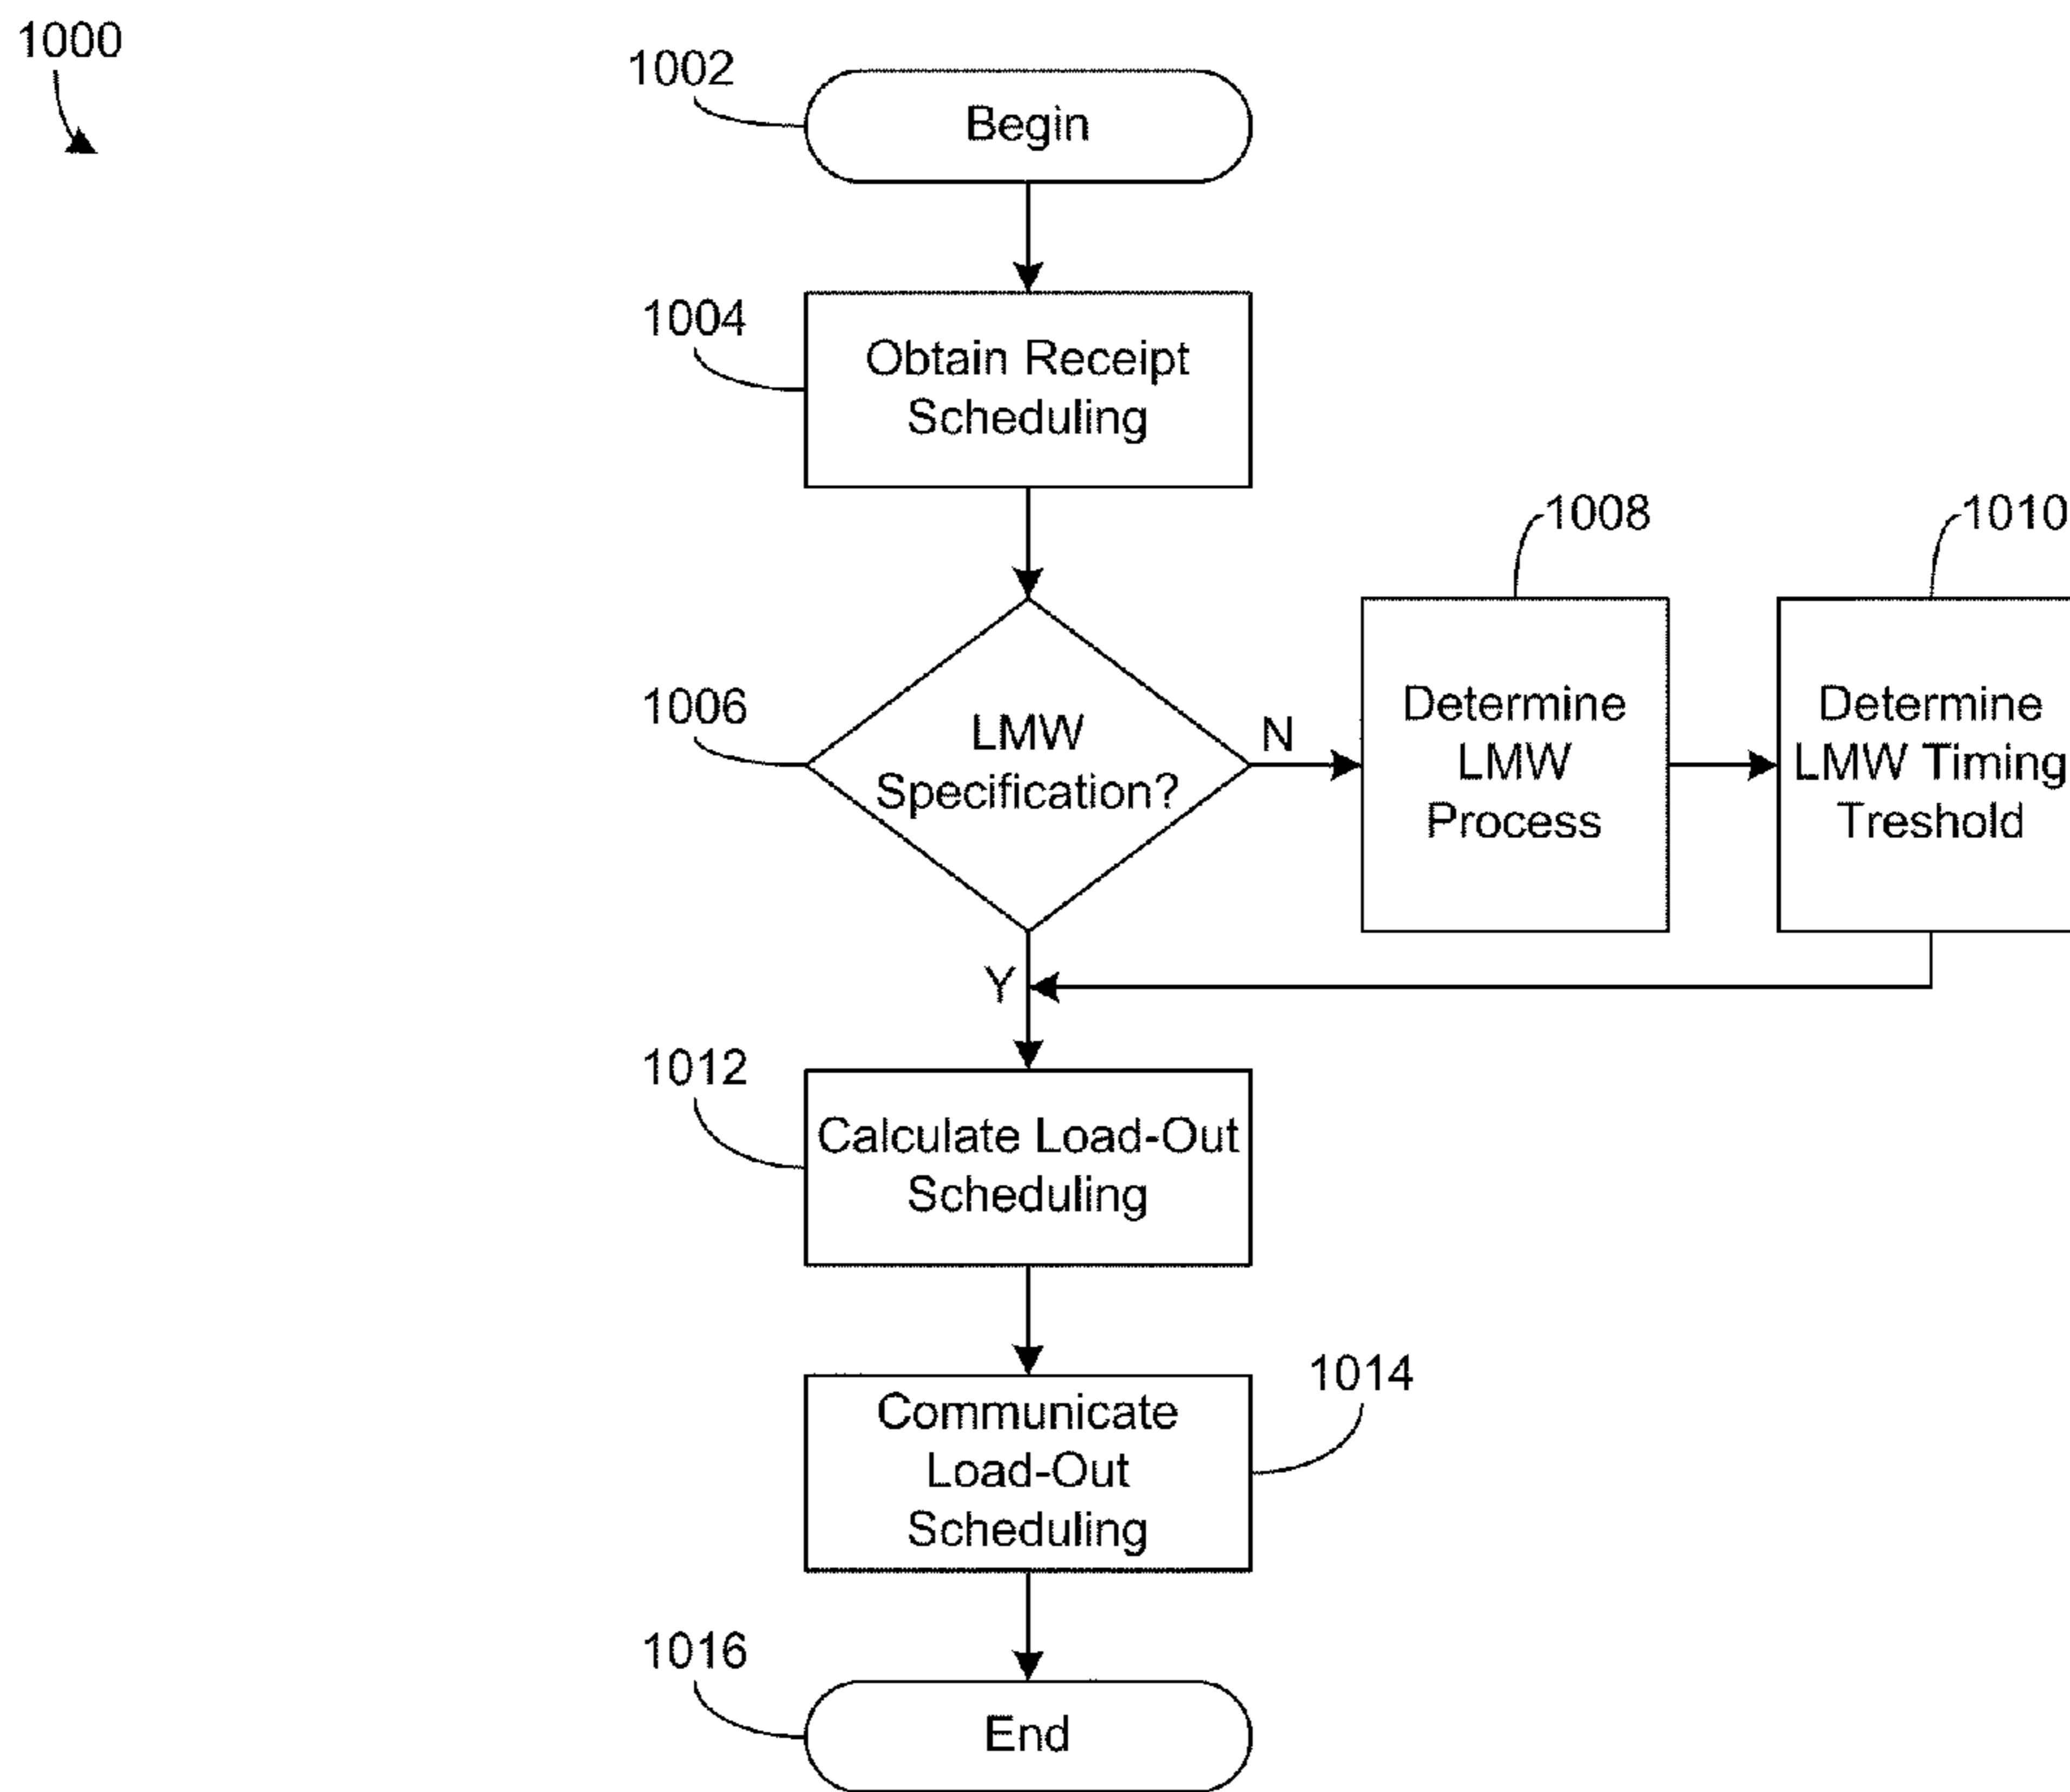 1000
1002
Begin
1004
Obtain Receipt
Scheduling
1008
1010
1006
LMW
Specification?
N
Determine
LMW
Process
Determine
LMW Timing
Treshold
Y
1012
Calculate Load-Out
Scheduling
1014
Communicate
Load-Out
Scheduling
1016
End